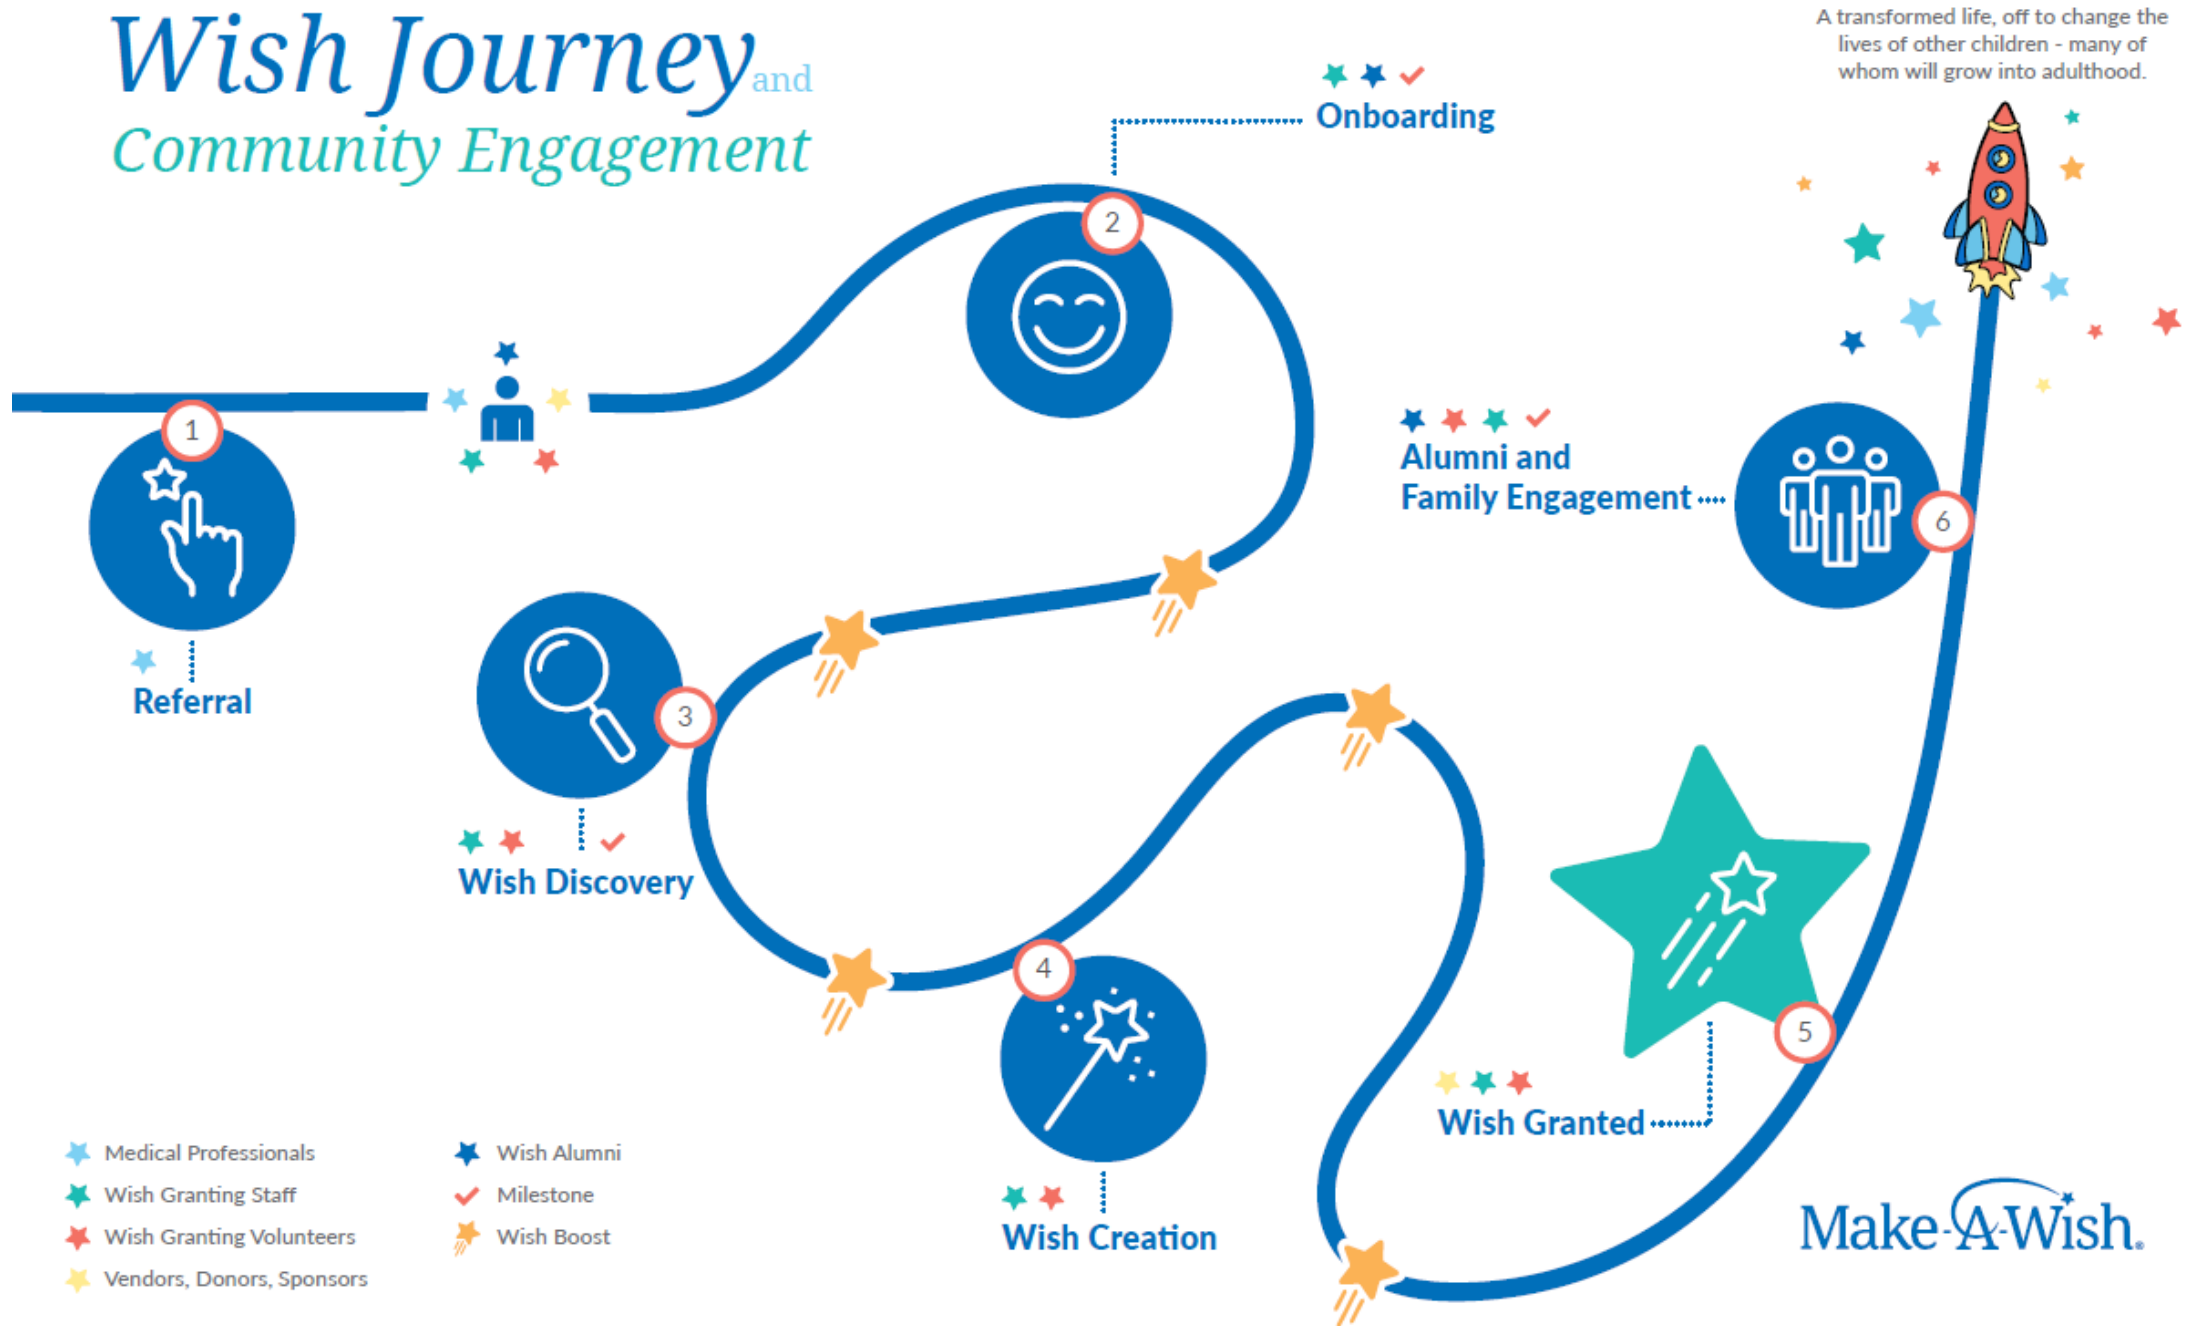 Wish Journey and
Community Engagement
A transformed life, off to change the
lives of other children - many of
whom will grow into adulthood.
Onboarding
2
1
Referral
Alumni and
Family Engagement
6
3
Wish Discovery
4
Wish Creation
5
Wish Granted
Medical Professionals
Wish Granting Staff
Wish Granting Volunteers
Vendors, Donors, Sponsors
Wish Alumni
Milestone
Wish Boost
Make-A-Wish®